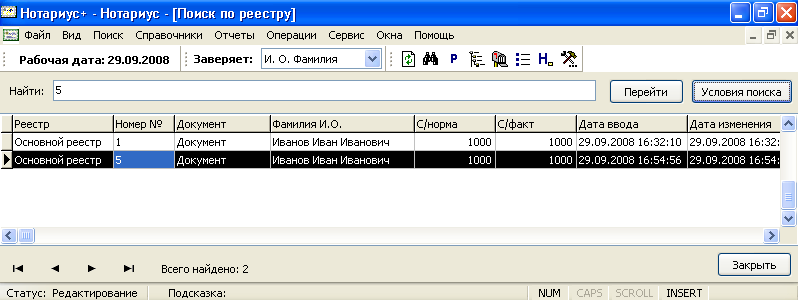 Нотариус+ - Нотариус - [Поиск по реестру]
Файл Вид Поиск Справочники Отчеты Операции Сервис Окна Помощь
Рабочая дата: 29.09.2008 Заверяет: И. О. Фамилия P H
Найти: 5 Перейти Условия поиска
Реестр Номер № Документ Фамилия И.О. С/норма С/факт Дата ввода Дата изменения
Основной реестр 1 Документ Иванов Иван Иванович 1000 1000 29.09.2008 16:32:10 29.09.2008 16:32:
Основной реестр 5 Документ Иванов Иван Иванович 1000 1000 29.09.2008 16:54:56 29.09.2008 16:54:
Всего найдено: 2 Закрыть
Статус: Редактирование Подсказка: NUM CAPS SCROLL INSERT